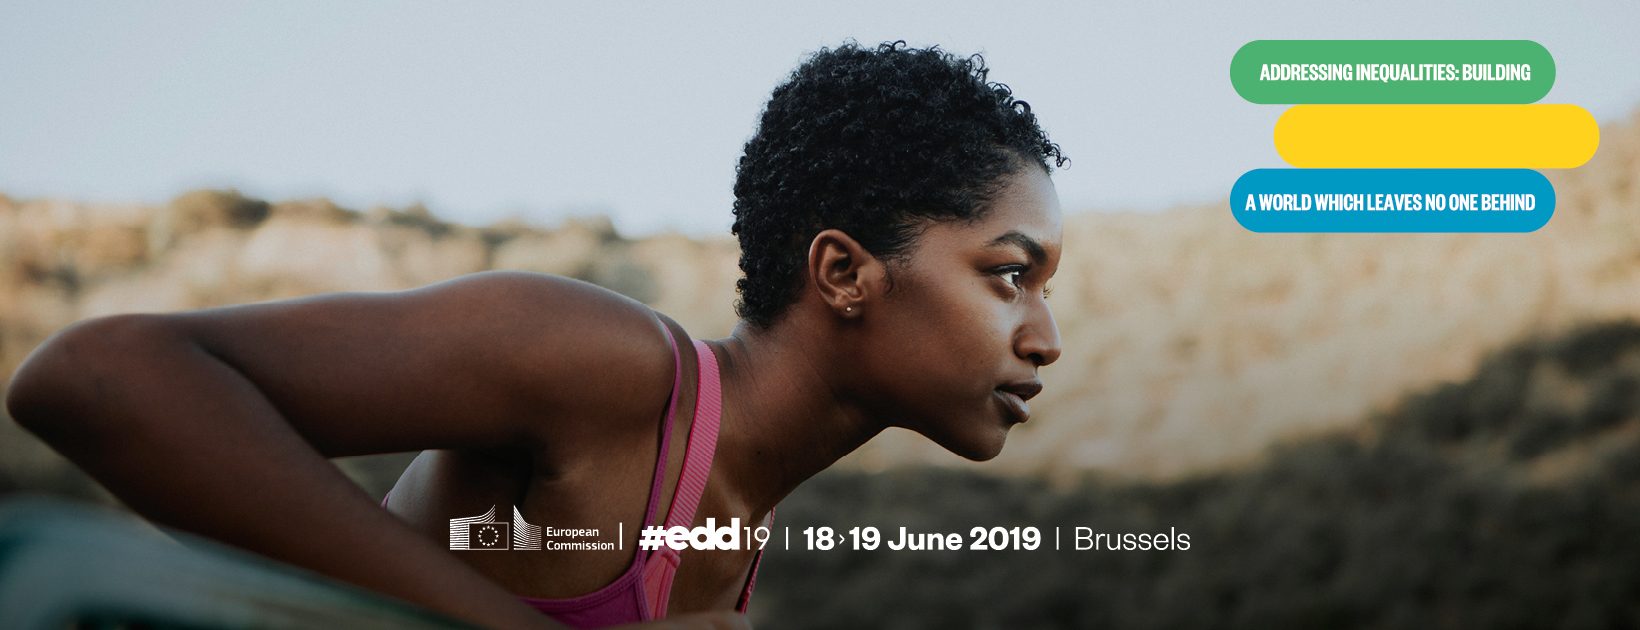 ADDRESSING INEQUALITIES: BUILDING
A WORLD WHICH LEAVES NO ONE BEHIND
European
Commission
#edd19 | 18>19 June 2019 | Brussels